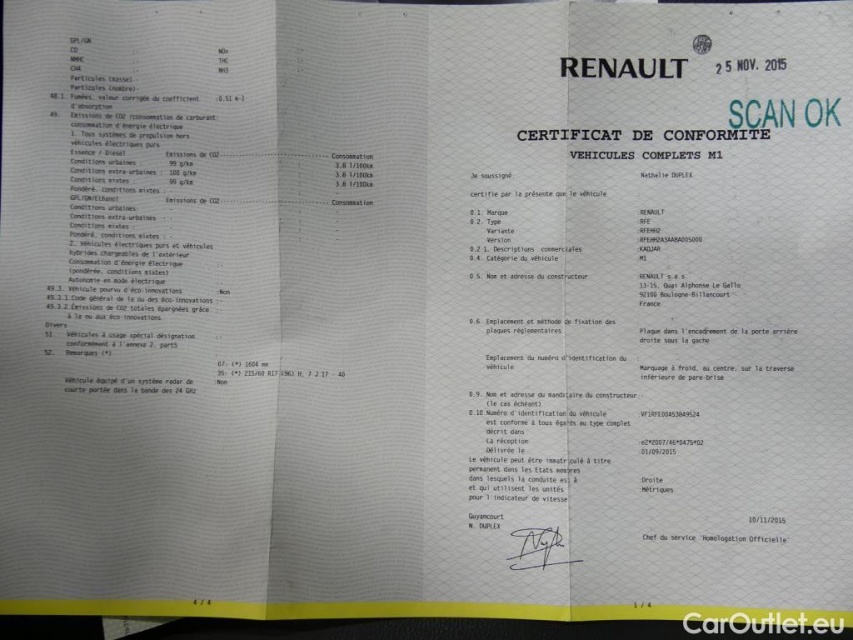 GPL/GN
CO
NMHC
CH4
NOx
THC
NH3
Particules (masse)
Particules (nombre)
48.1. Fumées, valeur corrigée du coefficient :0.51 m-1
d'absorption
49. Emissions de CO2 /consommation de carburant/
consommation d'énergie électrique
1. Tous systèmes de propulsion hors
véhicules électriques purs
Essence / Diesel Emissions de CO2 Consommation
Conditions urbaines : 99 g/km 3.8 l/100km
Conditions extra-urbaines : 100 g/km 3.8 l/100km
Conditions mixtes : 99 g/km 3.8 l/100km
Pondéré, conditions mixtes :
GPL/GN/Ethanol Emissions de CO2 Consommation
Conditions urbaines:
Conditions extra-urbaines :
Conditions mixtes :
Pondéré, conditions mixtes : -
2. Véhicules électriques purs et véhicules
hybrides chargeables de l'extérieur
Consommation d'énergie électrique
(pondérée, conditions mixtes)
Autonomie en mode électrique
49.3. Véhicule pourvu d'éco-innovations :Non
49.3.1.Code général de la ou des éco-innovations
49.3.2.Emissions de CO2 totales épargnées grâce
à la ou aux éco-innovations.
Divers
51. Véhicules à usage spécial désignation
conformément à l'annexe 2, part5
52. Remarques (*)
07: (*) 1604 mm
35: (*) 215/60 R17 (96) H, 7 J 17 - 40
Véhicule équipé d'un système radar de :Non
courte portée dans la bande des 24 GHz
4 / 4
RENAULT
25 NOV. 2015
SCAN OK
CERTIFICAT DE CONFORMITE
VEHICULES COMPLETS M1
Je soussigné Nathalie DUPLEX
certifie par la présente que le véhicule
0.1. Marque :RENAULT
0.2. Type :RFE
Variante :RFEHH2
Version :RFEHH2A3AABA005000
0.2.1. Descriptions commerciales :KADJAR
0.4. Catégorie du véhicule :M1
0.5. Nom et adresse du constructeur :RENAULT s.a.s
13-15, Quai Alphonse Le Gallo
92100 Boulogne-Billancourt
France
0.6. Emplacement et méthode de fixation des
plaques réglementaires :Plaque dans l'encadrement de la porte arrière
droite sous la gache
Emplacement du numéro d'identification du
véhicule :Marquage à froid, au centre, sur la traverse
inférieure de pare-brise
0.9. Nom et adresse du mandataire du constructeur
(le cas échéant)
0.10.Numéro d'identification du véhicule :VF1RFE00453849524
est conforme à tous égards au type complet
décrit dans
La réception :e2*2007/46*0475*02
Délivrée le :01/09/2015
Le véhicule peut être immatriculé à titre
permanent dans les Etats membres
dans lesquels la conduite est à :Droite
et qui utilisent les unités :Métriques
pour l'indicateur de vitesse
Guyancourt 10/11/2015
N. DUPLEX
Chef du service 'Homologation Officielle'
1 / 4
CarOutlet.eu